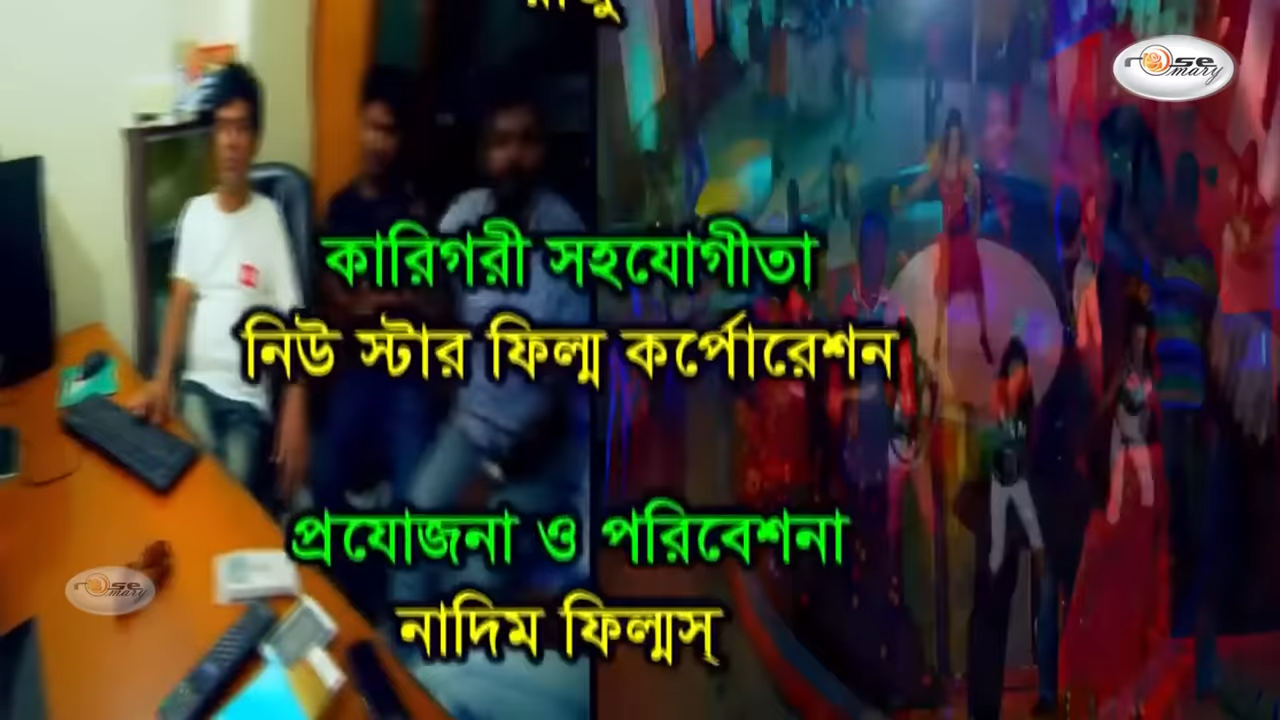 rose
mary
কারিগরী সহযোগীতা
নিউ স্টার ফিল্ম কর্পোরেশন
প্রযোজনা ও পরিবেশনা
নাদিম ফিল্মস্
rose
mary